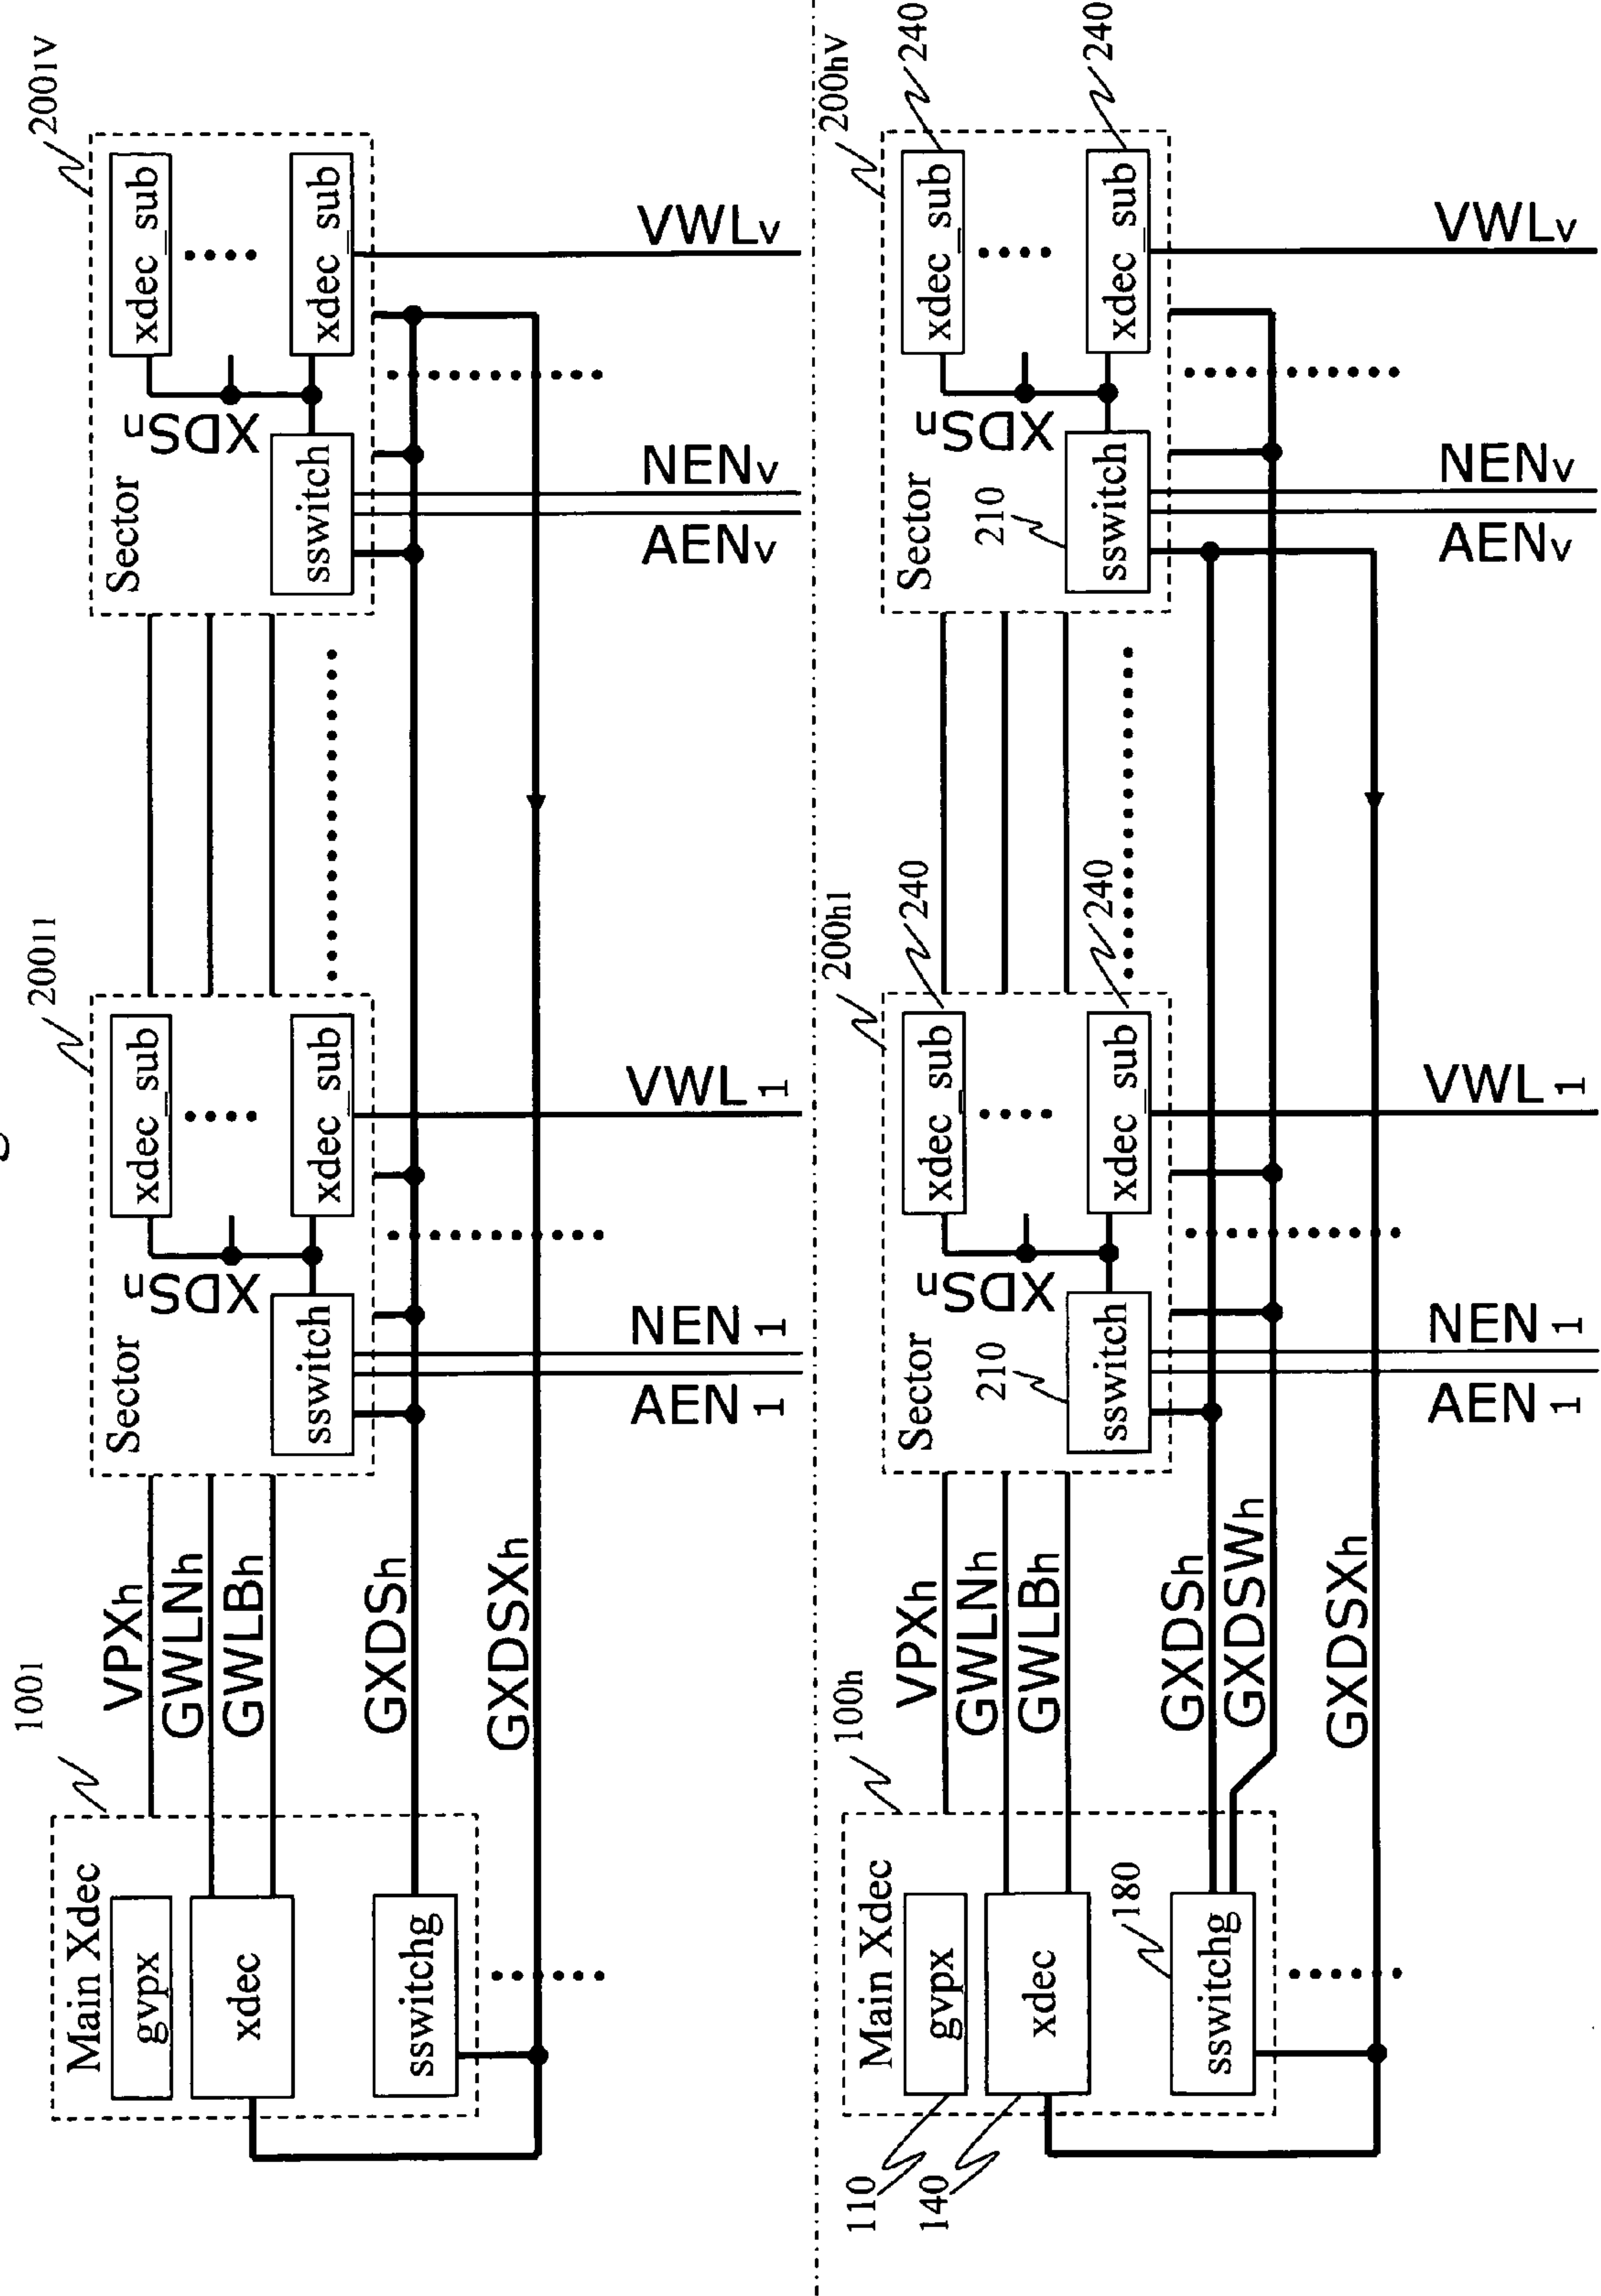 100₁
Main Xdec
gvpx
xdec
sswitchg
VPXh
GWLNh
GWLBh
GXDSh
GXDSXh
200₁₁
Sector
sswitch
XDSn
xdec_sub
xdec_sub
AEN1
NEN1
VWL1
200₁V
Sector
sswitch
XDSn
xdec_sub
xdec_sub
AENv
NENv
VWLv
100h
Main Xdec
gvpx
110
xdec
140
sswitchg
180
VPXh
GWLNh
GWLBh
GXDSh
GXDSWh
GXDSXh
200h1
Sector
210
sswitch
XDSn
xdec_sub
240
xdec_sub
240
AEN1
NEN1
VWL1
200hV
Sector
210
sswitch
XDSn
xdec_sub
240
xdec_sub
240
AENv
NENv
VWLv